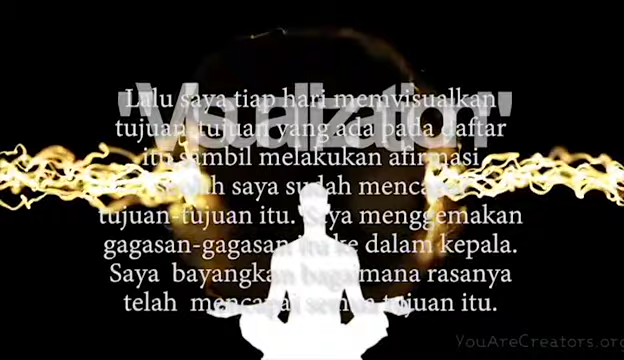 "Visualization"
Lalu saya tiap hari memvisualkan
tujuan-tujuan yang ada pada daftar
itu sambil melakukan afirmasi
saya sudah mencapai
tujuan-tujuan itu. Saya menggemakan
gagasan-gagasan itu ke dalam kepala.
Saya bayangkan bagaimana rasanya
telah mencapai semua tujuan itu.
YouAreCreators.org